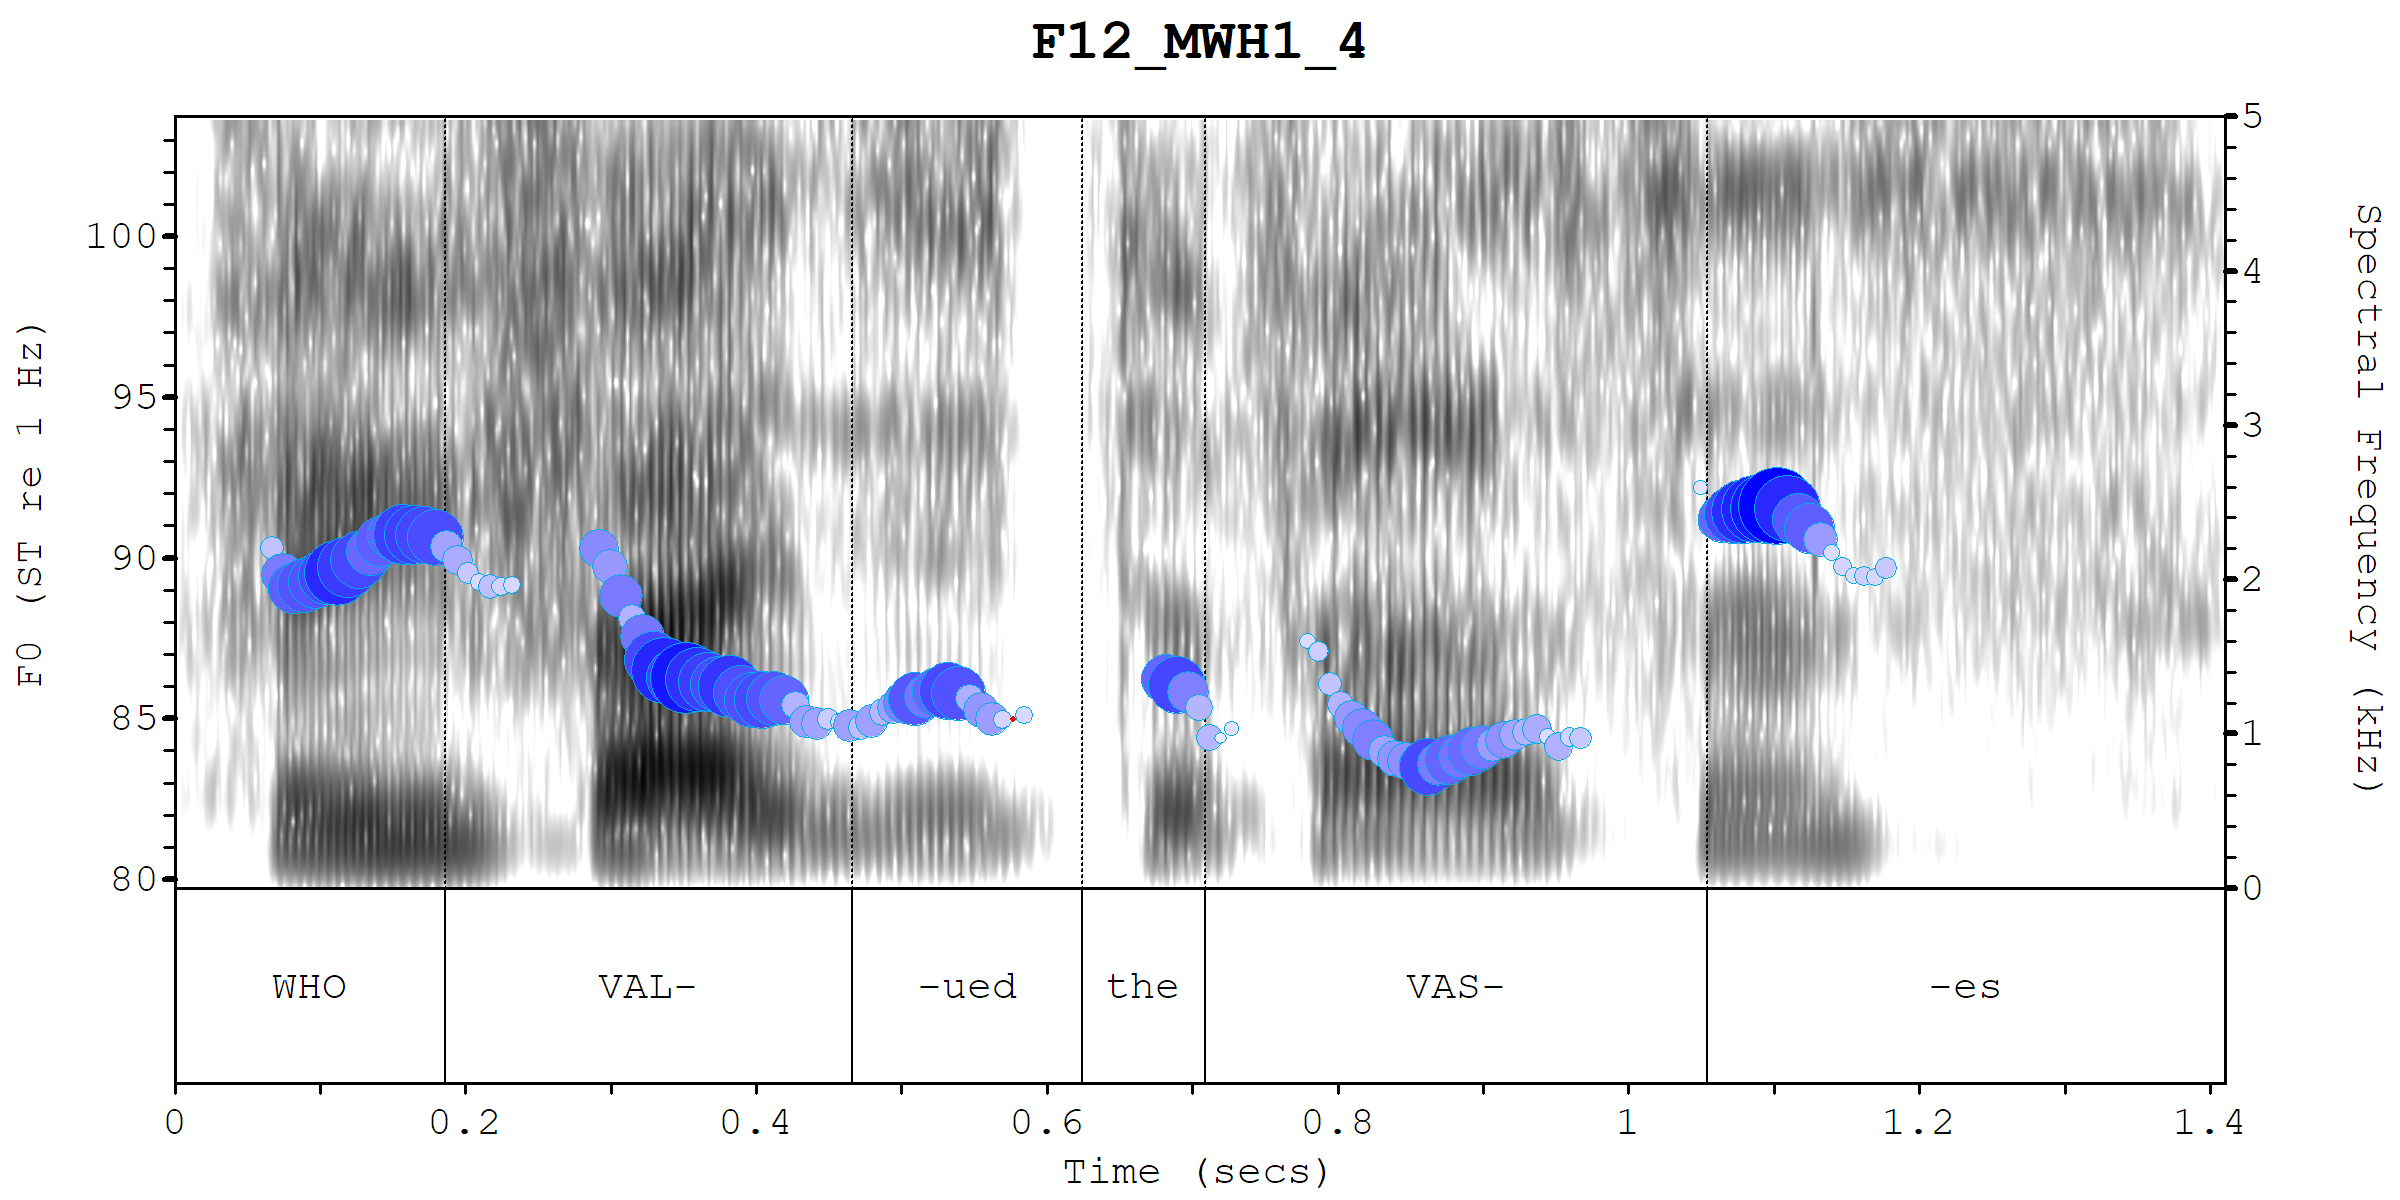 F12_MWH1_4
F0 (ST re 1 Hz)
100
95
90
85
80
5
4
3
2
1
0
Spectral Frequency (kHz)
WHO VAL- -ued the VAS- -es
0 0.2 0.4 0.6 0.8 1 1.2 1.4
Time (secs)